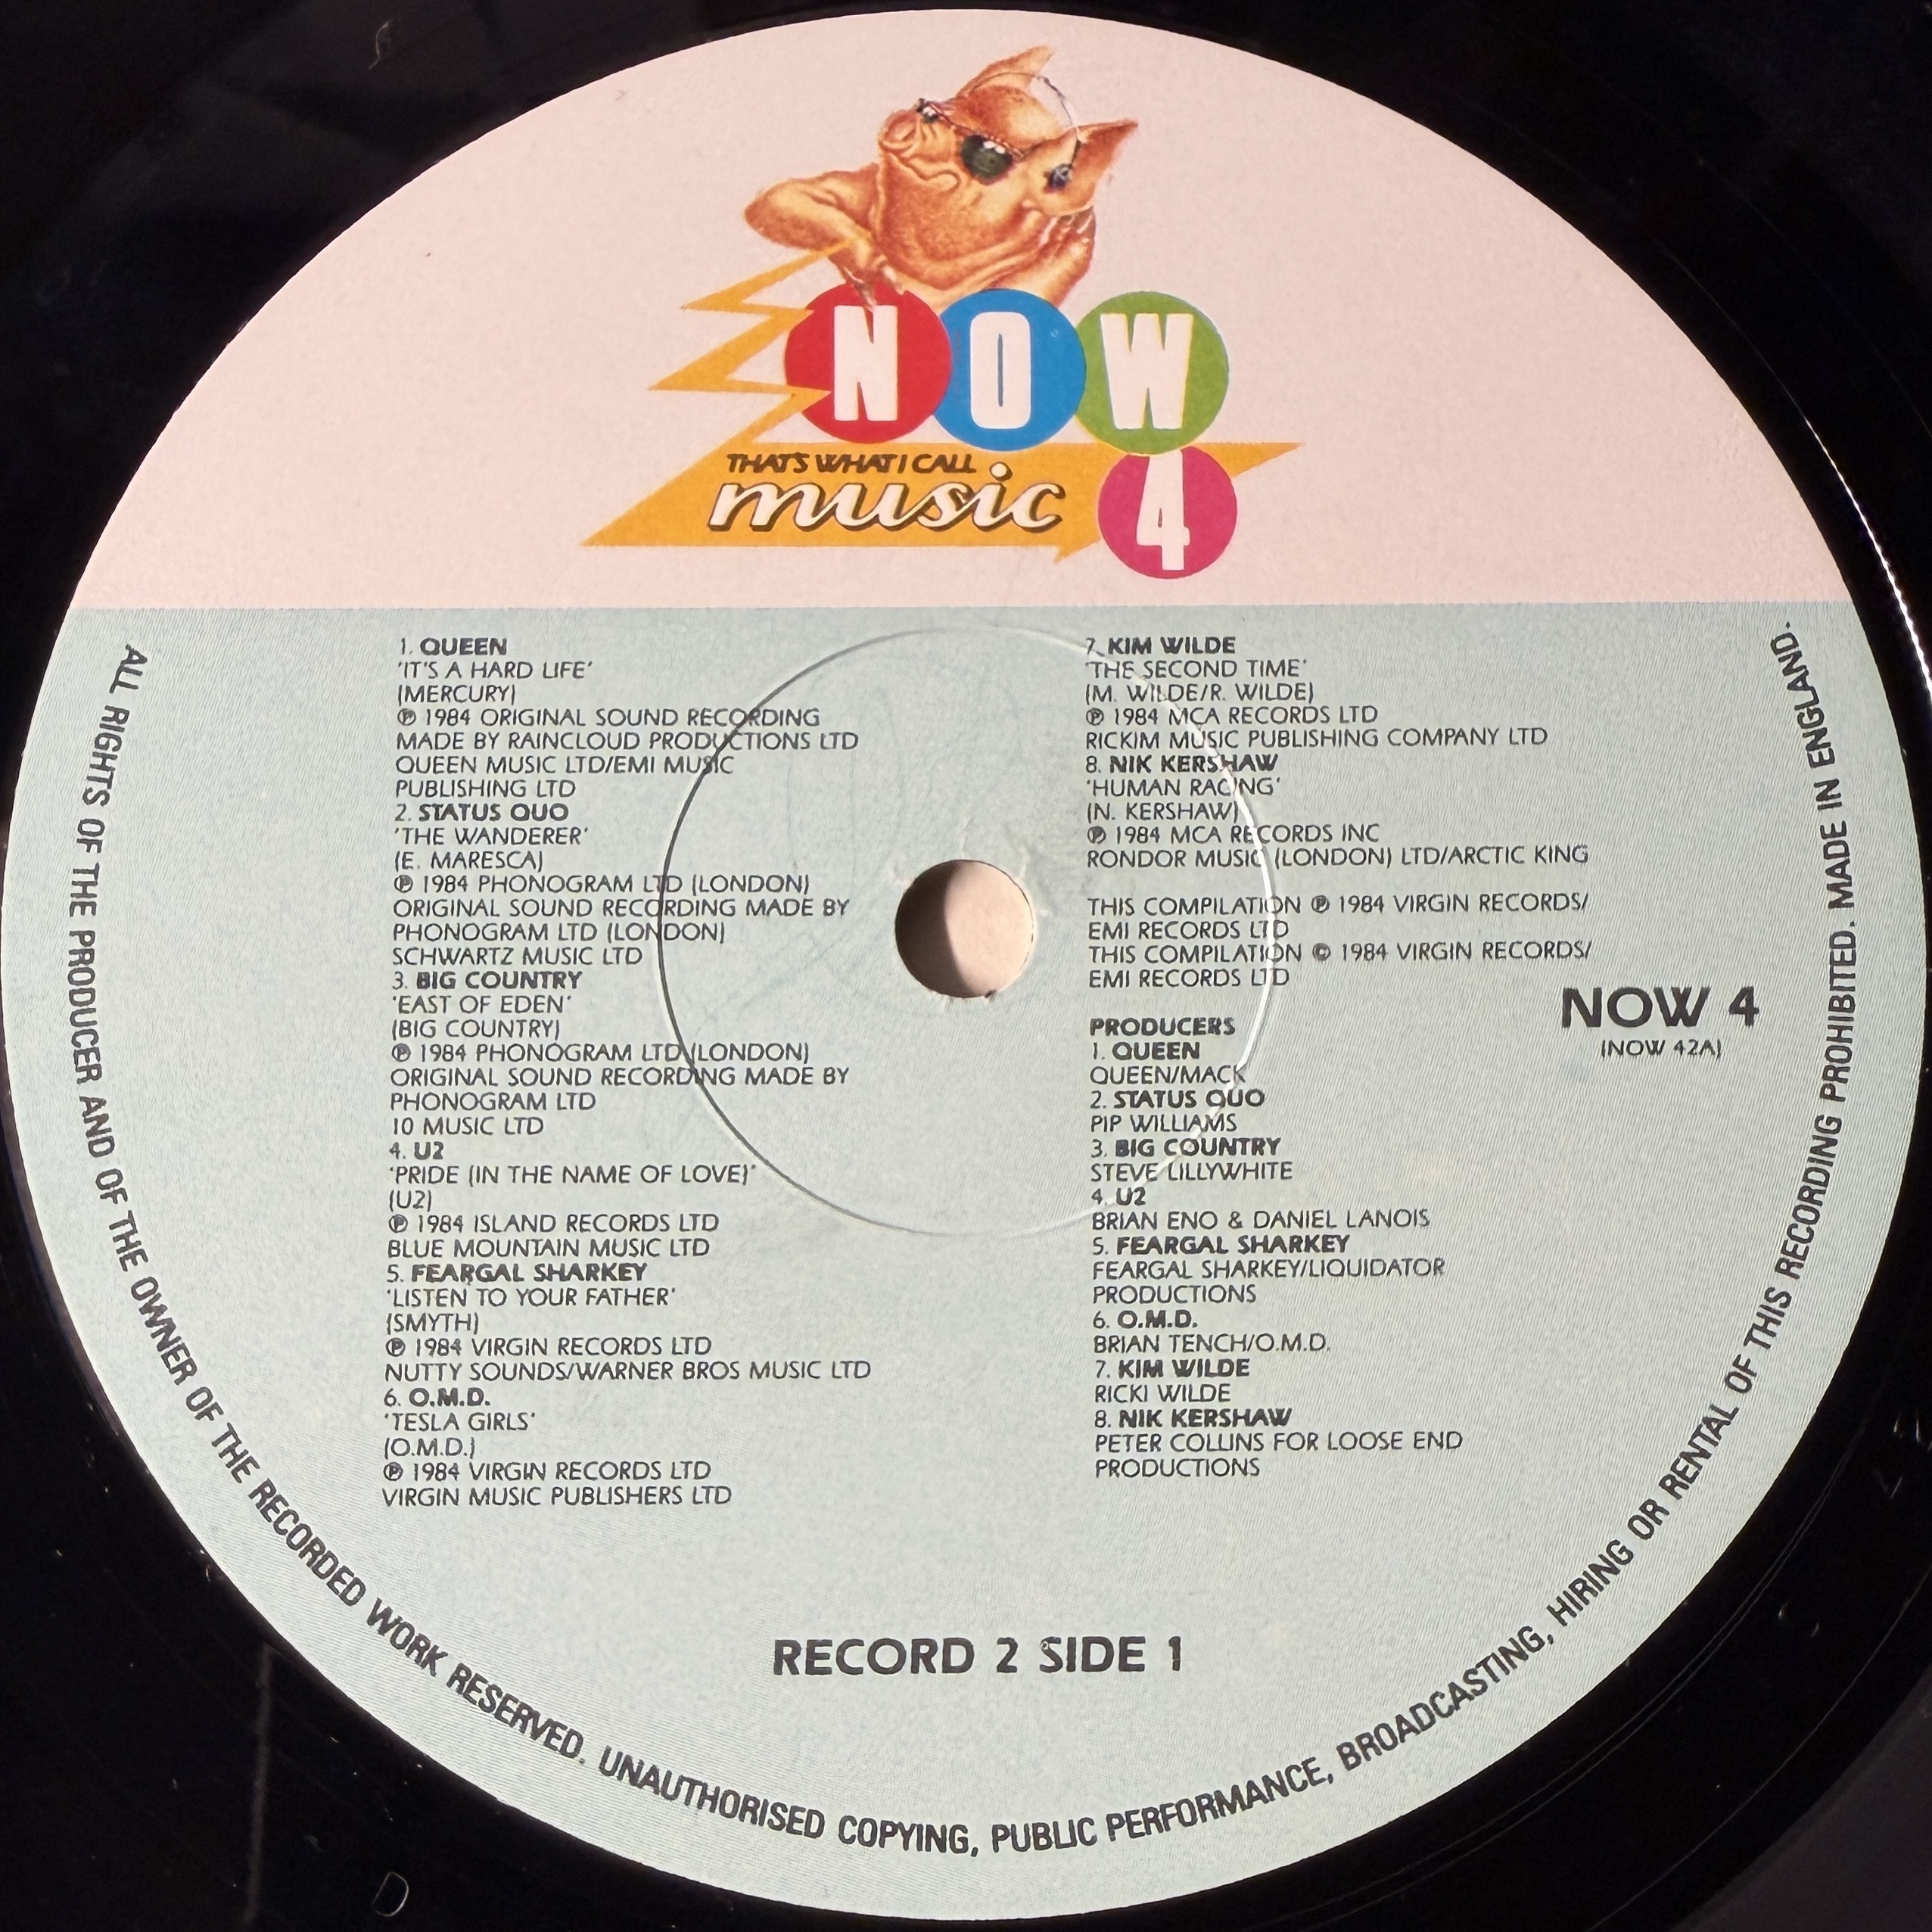 NOW
THAT'S WHAT I CALL
music 4
1. QUEEN
'IT'S A HARD LIFE'
(MERCURY)
℗ 1984 ORIGINAL SOUND RECORDING
MADE BY RAINCLOUD PRODUCTIONS LTD
QUEEN MUSIC LTD/EMI MUSIC
PUBLISHING LTD
2. STATUS QUO
'THE WANDERER'
(E. MARESCA)
℗ 1984 PHONOGRAM LTD (LONDON)
ORIGINAL SOUND RECORDING MADE BY
PHONOGRAM LTD (LONDON)
SCHWARTZ MUSIC LTD
3. BIG COUNTRY
'EAST OF EDEN'
(BIG COUNTRY)
℗ 1984 PHONOGRAM LTD (LONDON)
ORIGINAL SOUND RECORDING MADE BY
PHONOGRAM LTD
10 MUSIC LTD
4. U2
'PRIDE (IN THE NAME OF LOVE)'
(U2)
℗ 1984 ISLAND RECORDS LTD
BLUE MOUNTAIN MUSIC LTD
5. FEARGAL SHARKEY
'LISTEN TO YOUR FATHER'
(SMYTH)
℗ 1984 VIRGIN RECORDS LTD
NUTTY SOUNDS/WARNER BROS MUSIC LTD
6. O.M.D.
'TESLA GIRLS'
(O.M.D.)
℗ 1984 VIRGIN RECORDS LTD
VIRGIN MUSIC PUBLISHERS LTD
7. KIM WILDE
'THE SECOND TIME'
(M. WILDE/R. WILDE)
℗ 1984 MCA RECORDS LTD
RICKIM MUSIC PUBLISHING COMPANY LTD
8. NIK KERSHAW
'HUMAN RACING'
(N. KERSHAW)
℗ 1984 MCA RECORDS INC
RONDOR MUSIC (LONDON) LTD/ARCTIC KING
THIS COMPILATION ℗ 1984 VIRGIN RECORDS/
EMI RECORDS LTD
THIS COMPILATION © 1984 VIRGIN RECORDS/
EMI RECORDS LTD
PRODUCERS
1. QUEEN
QUEEN/MACK
2. STATUS QUO
PIP WILLIAMS
3. BIG COUNTRY
STEVE LILLYWHITE
4. U2
BRIAN ENO & DANIEL LANOIS
5. FEARGAL SHARKEY
FEARGAL SHARKEY/LIQUIDATOR
PRODUCTIONS
6. O.M.D.
BRIAN TENCH/O.M.D.
7. KIM WILDE
RICKI WILDE
8. NIK KERSHAW
PETER COLLINS FOR LOOSE END
PRODUCTIONS
NOW 4
(NOW 42A)
RECORD 2 SIDE 1
ALL RIGHTS OF THE PRODUCER AND OF THE OWNER OF THE RECORDED WORK RESERVED. UNAUTHORISED COPYING, PUBLIC PERFORMANCE, BROADCASTING, HIRING OR RENTAL OF THIS RECORDING PROHIBITED. MADE IN ENGLAND.